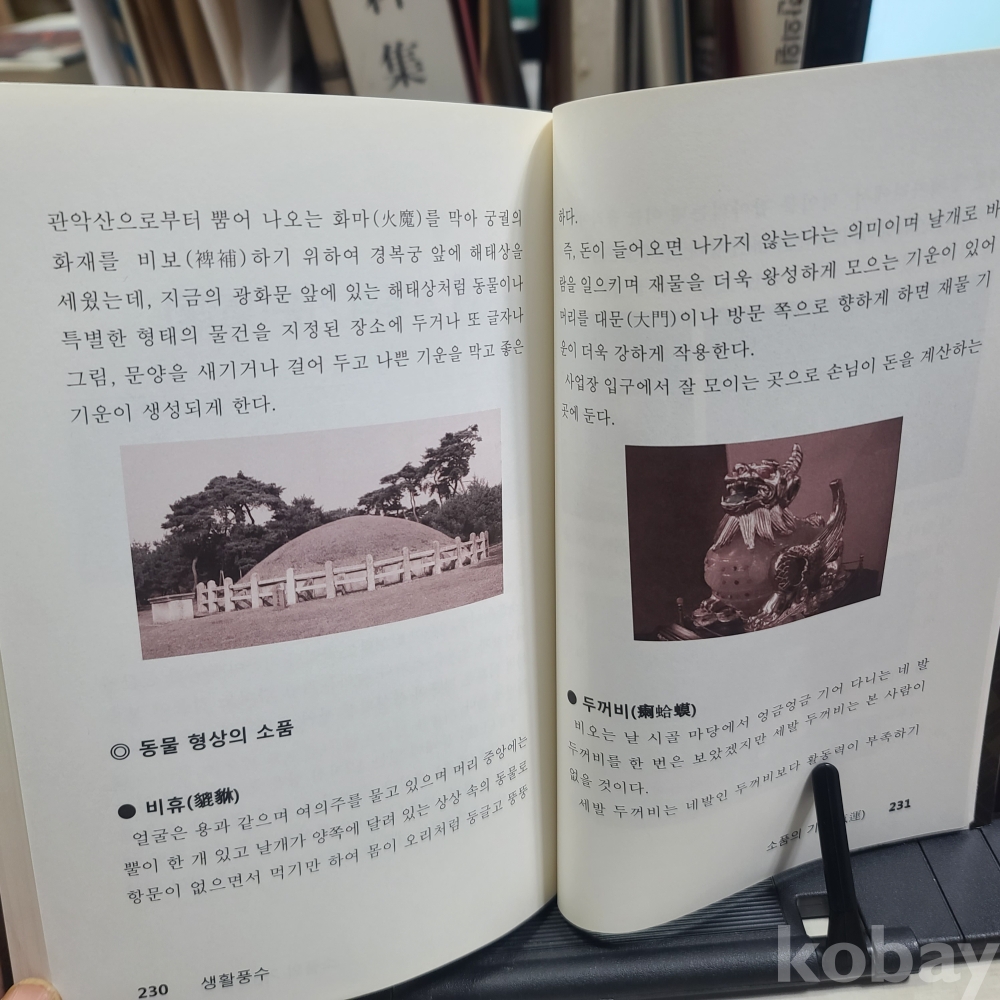 集
한의원
관악산으로부터 뿜어 나오는 화마(火魔)를 막아 궁궐의
화재를 비보(裨補)하기 위하여 경복궁 앞에 해태상을
세웠는데, 지금의 광화문 앞에 있는 해태상처럼 동물이나
특별한 형태의 물건을 지정된 장소에 두거나 또 글자나
그림, 문양을 새기거나 걸어 두고 나쁜 기운을 막고 좋은
기운이 생성되게 한다.
◎ 동물 형상의 소품
● 비휴(貔貅)
얼굴은 용과 같으며 여의주를 물고 있으며 머리 중앙에는
뿔이 한 개 있고 날개가 양쪽에 달려 있는 상상 속의 동물로
항문이 없으면서 먹기만 하여 몸이 오리처럼 둥글고 뚱뚱
230 생활풍수
하다.
즉, 돈이 들어오면 나가지 않는다는 의미이며 날개로 바
람을 일으키며 재물을 더욱 왕성하게 모으는 기운이 있어
머리를 대문(大門)이나 방문 쪽으로 향하게 하면 재물 기
운이 더욱 강하게 작용한다.
사업장 입구에서 잘 모이는 곳으로 손님이 돈을 계산하는
곳에 둔다.
● 두꺼비(癩蛤蟆)
비오는 날 시골 마당에서 엉금엉금 기어 다니는 네 발
두꺼비를 한 번은 보았겠지만 세발 두꺼비는 본 사람이
없을 것이다.
세발 두꺼비는 네발인 두꺼비보다 활동력이 부족하기
소품의 기 運) 231
kobay